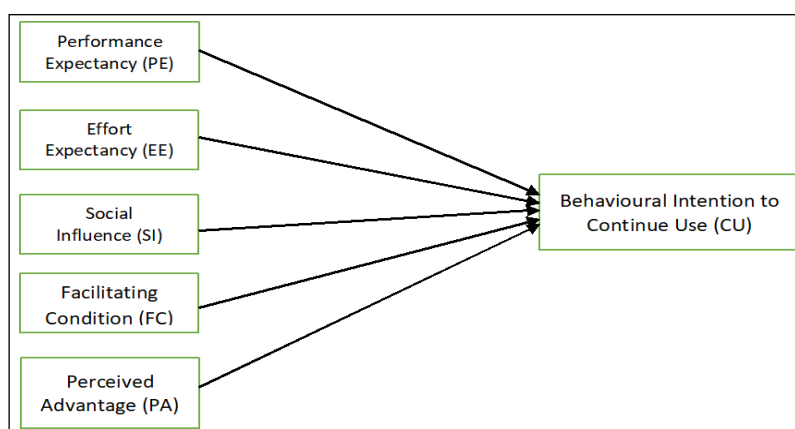 Performance
Expectancy (PE)
Effort
Expectancy (EE)
Social
Influence (SI)
Facilitating
Condition (FC)
Perceived
Advantage (PA)
Behavioural Intention to
Continue Use (CU)